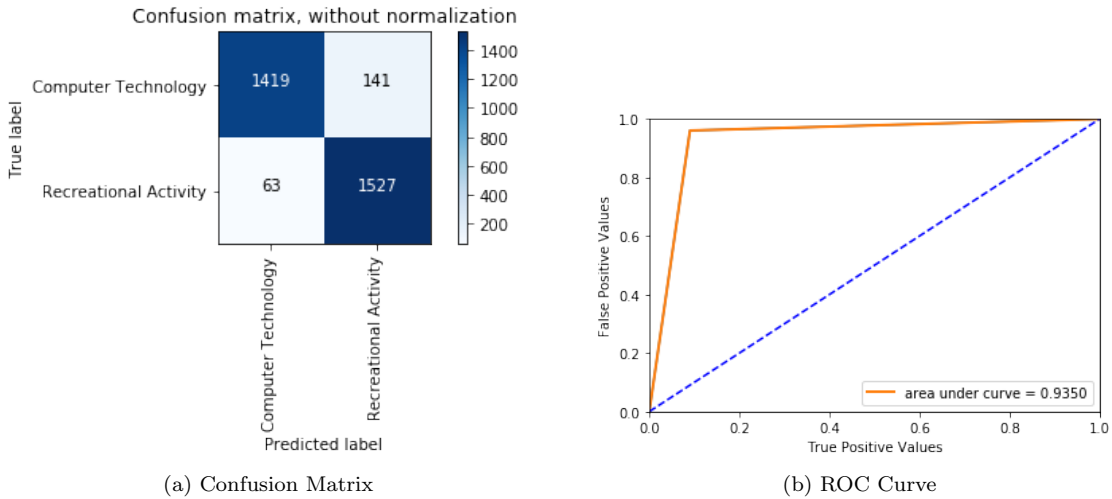 Confusion matrix, without normalization
True label
Computer Technology
Recreational Activity
1419
141
63
1527
1400
1200
1000
800
600
400
200
Computer Technology
Recreational Activity
Predicted label
(a) Confusion Matrix
False Positive Values
1.0
0.8
0.6
0.4
0.2
0.0
area under curve = 0.9350
0.0
0.2
0.4
0.6
0.8
1.0
True Positive Values
(b) ROC Curve